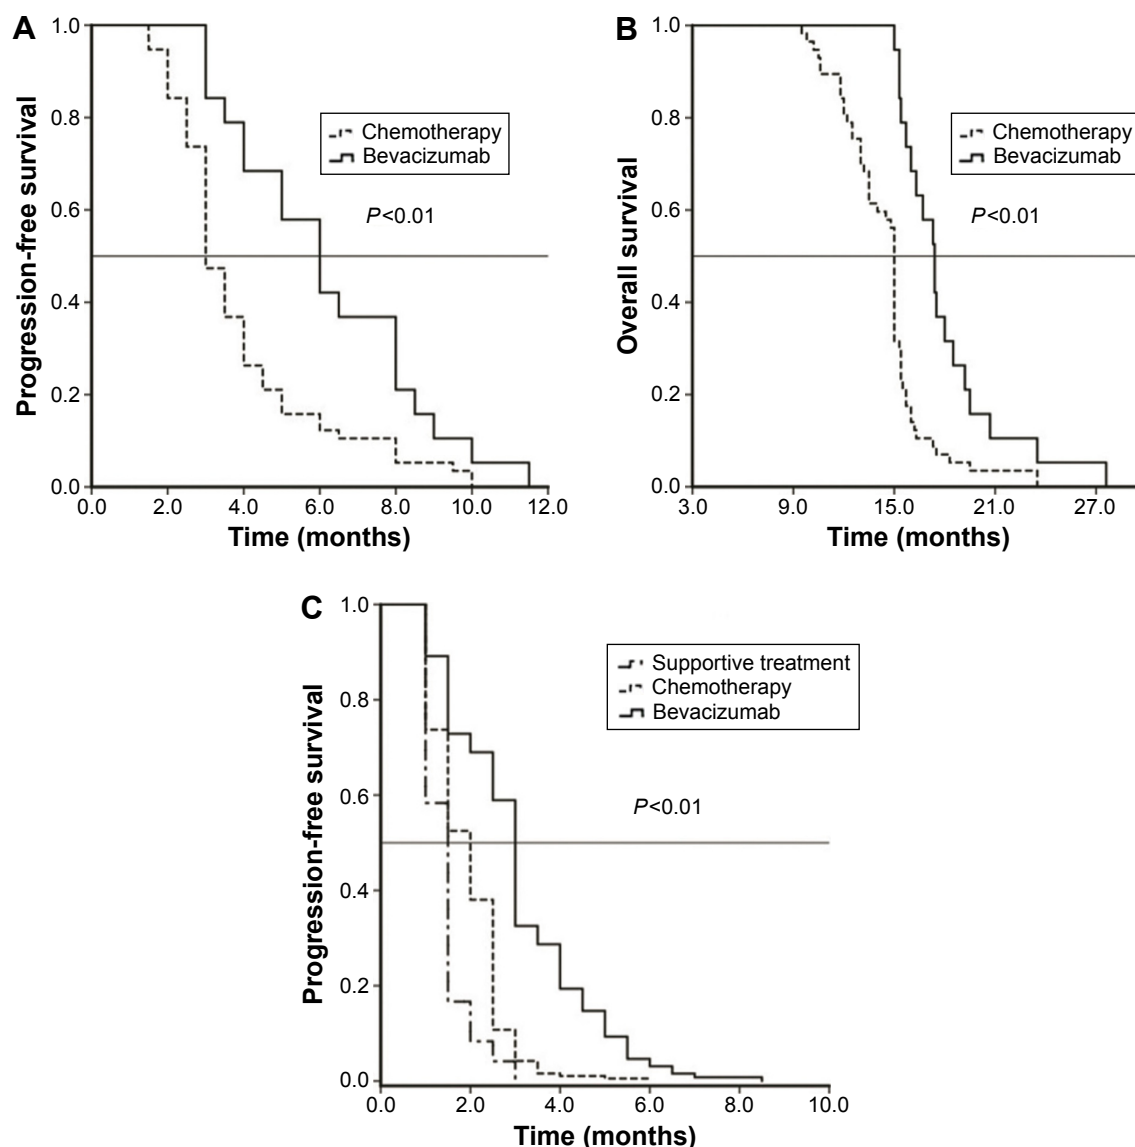 A
Progression-free survival
1.0
0.8
0.6
0.4
0.2
0.0
Chemotherapy
Bevacizumab
P<0.01
0.0 2.0 4.0 6.0 8.0 10.0 12.0
Time (months)
B
Overall survival
1.0
0.8
0.6
0.4
0.2
0.0
Chemotherapy
Bevacizumab
P<0.01
3.0 9.0 15.0 21.0 27.0
Time (months)
C
Progression-free survival
1.0
0.8
0.6
0.4
0.2
0.0
Supportive treatment
Chemotherapy
Bevacizumab
P<0.01
0.0 2.0 4.0 6.0 8.0 10.0
Time (months)